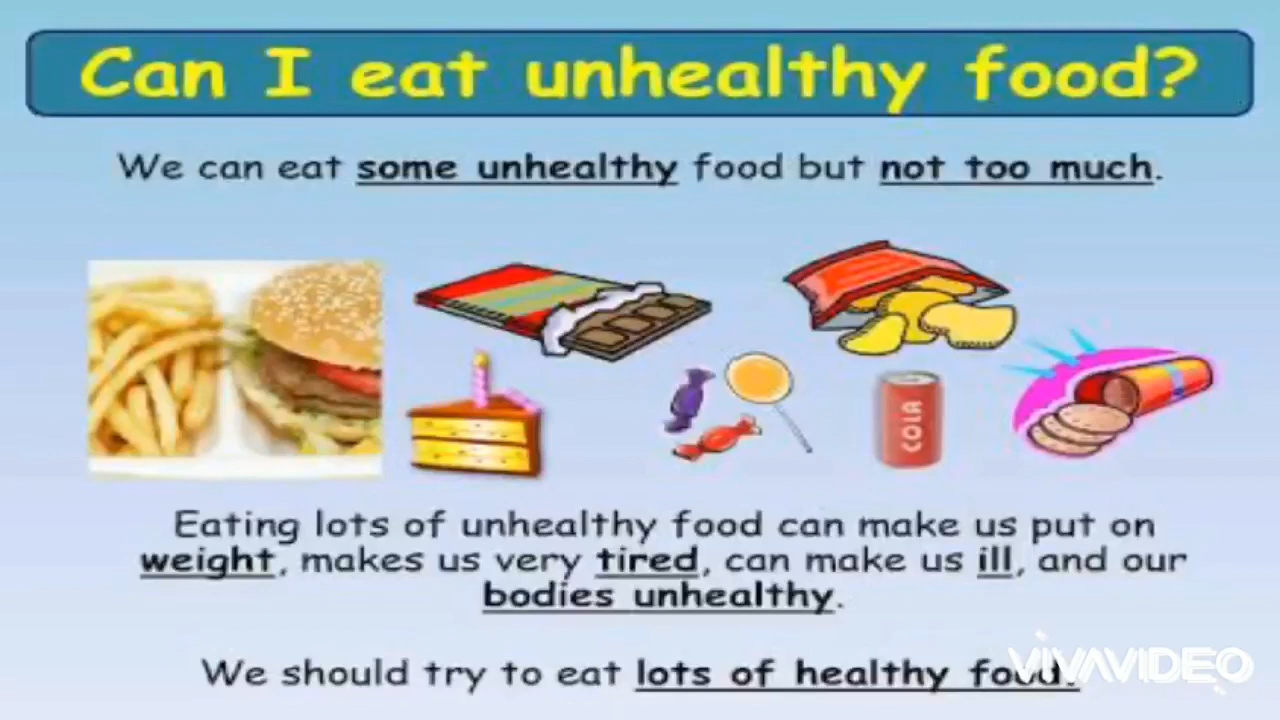 Can I eat unhealthy food?
We can eat some unhealthy food but not too much.
COLA
Eating lots of unhealthy food can make us put on
weight, makes us very tired, can make us ill, and our
bodies unhealthy.
We should try to eat lots of healthy food.
VIVAVIDEO